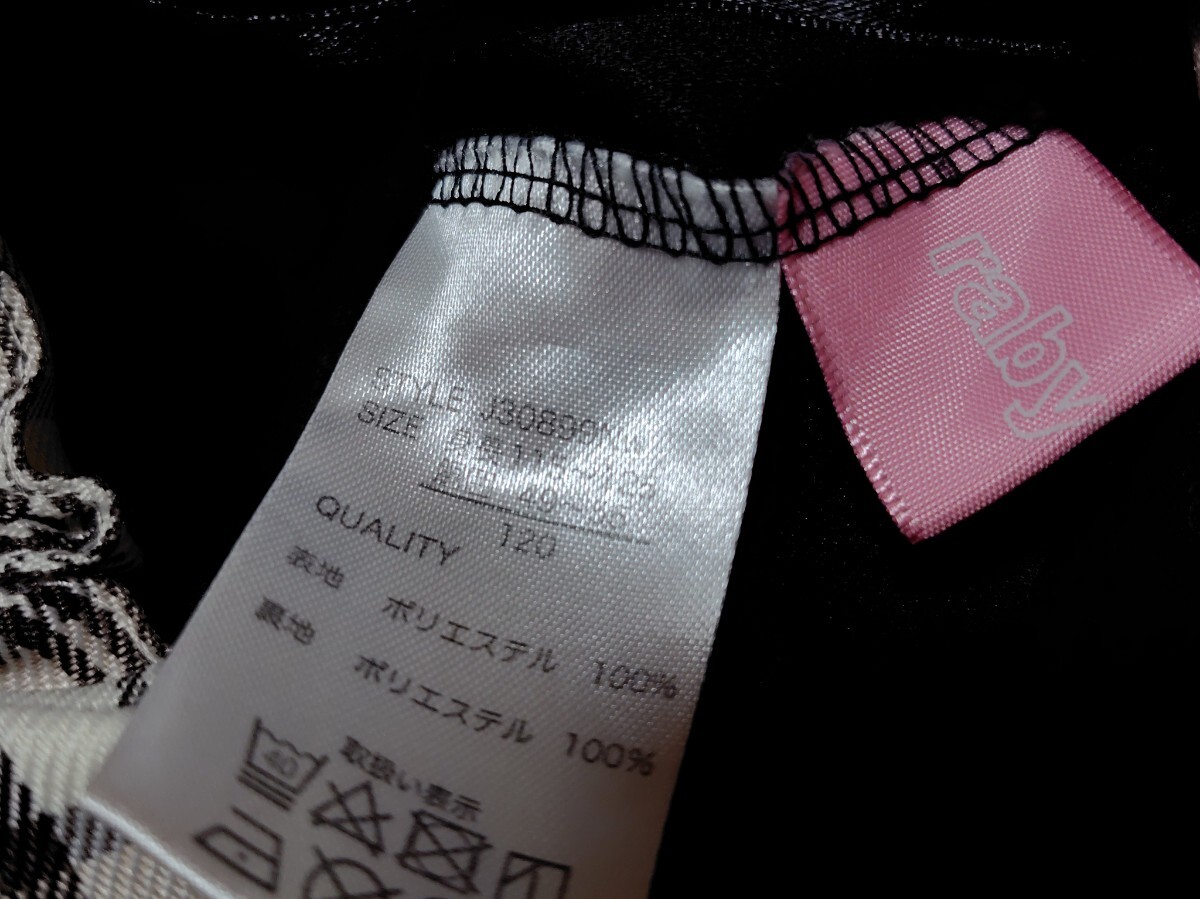 STYLE
SIZE
120
QUALITY
表地 ポリエステル 100%
裏地 ポリエステル 100%
取扱い表示
40
raby